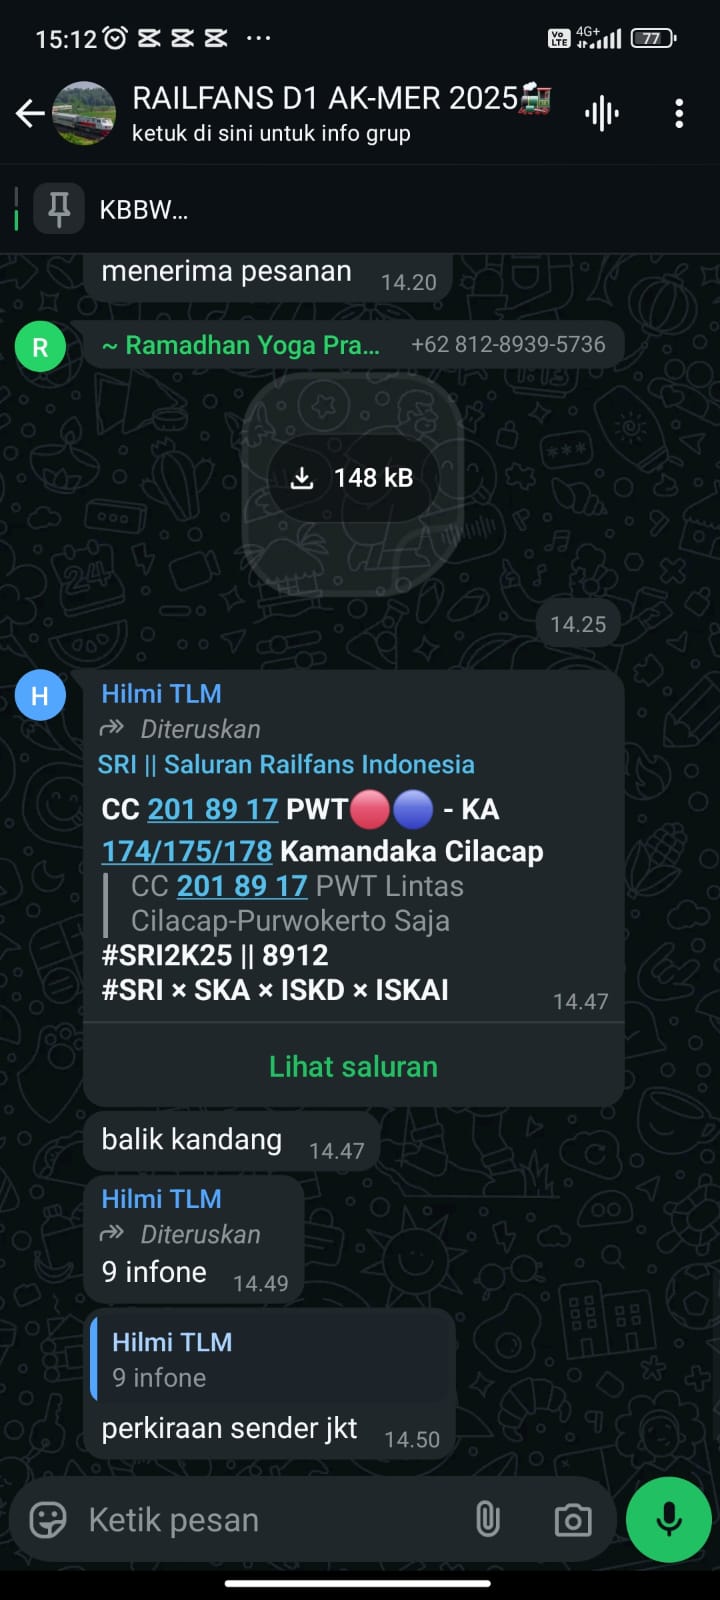 15:12
4G+
Vo
LTE
77
RAILFANS D1 AK-MER 2025🚂
ketuk di sini untuk info grup
KBBW...
menerima pesanan 14.20
R
~ Ramadhan Yoga Pra... +62 812-8939-5736
148 kB
14.25
H
Hilmi TLM
Diteruskan
SRI || Saluran Railfans Indonesia
CC 201 89 17 PWT🔴🔵 - KA
174/175/178 Kamandaka Cilacap
CC 201 89 17 PWT Lintas
Cilacap-Purwokerto Saja
#SRI2K25 || 8912
#SRI × SKA × ISKD × ISKAI 14.47
Lihat saluran
balik kandang 14.47
Hilmi TLM
Diteruskan
9 infone 14.49
Hilmi TLM
9 infone
perkiraan sender jkt 14.50
Ketik pesan